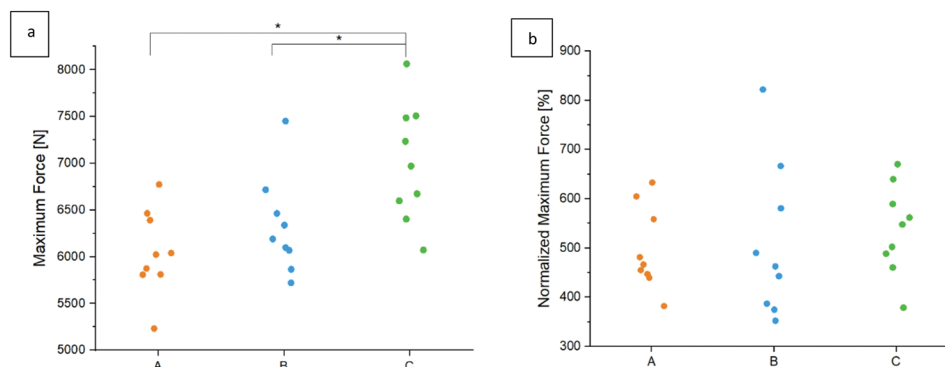 a
*
*
Maximum Force [N]
8000
7500
7000
6500
6000
5500
5000
A
B
C
b
Normalized Maximum Force [%]
900
800
700
600
500
400
300
A
B
C